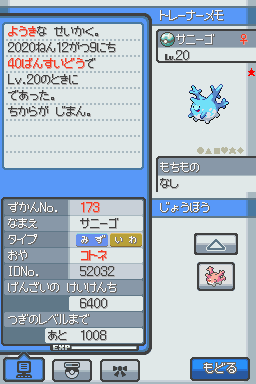 ようきな せいかく。
2020ねん12がつ9にち
40ばんすいどうで
Lv.20のときに
であった。
ちからが じまん。
トレーナーメモ
サニーゴ ♀
Lv.20
もちもの
なし
じょうほう
ずかんNo. 173
なまえ サニーゴ
タイプ みず いわ
おや コトネ
IDNo. 52032
げんざいの けいけんち
6400
つぎのレベルまで
あと 1008
EXP
もどる